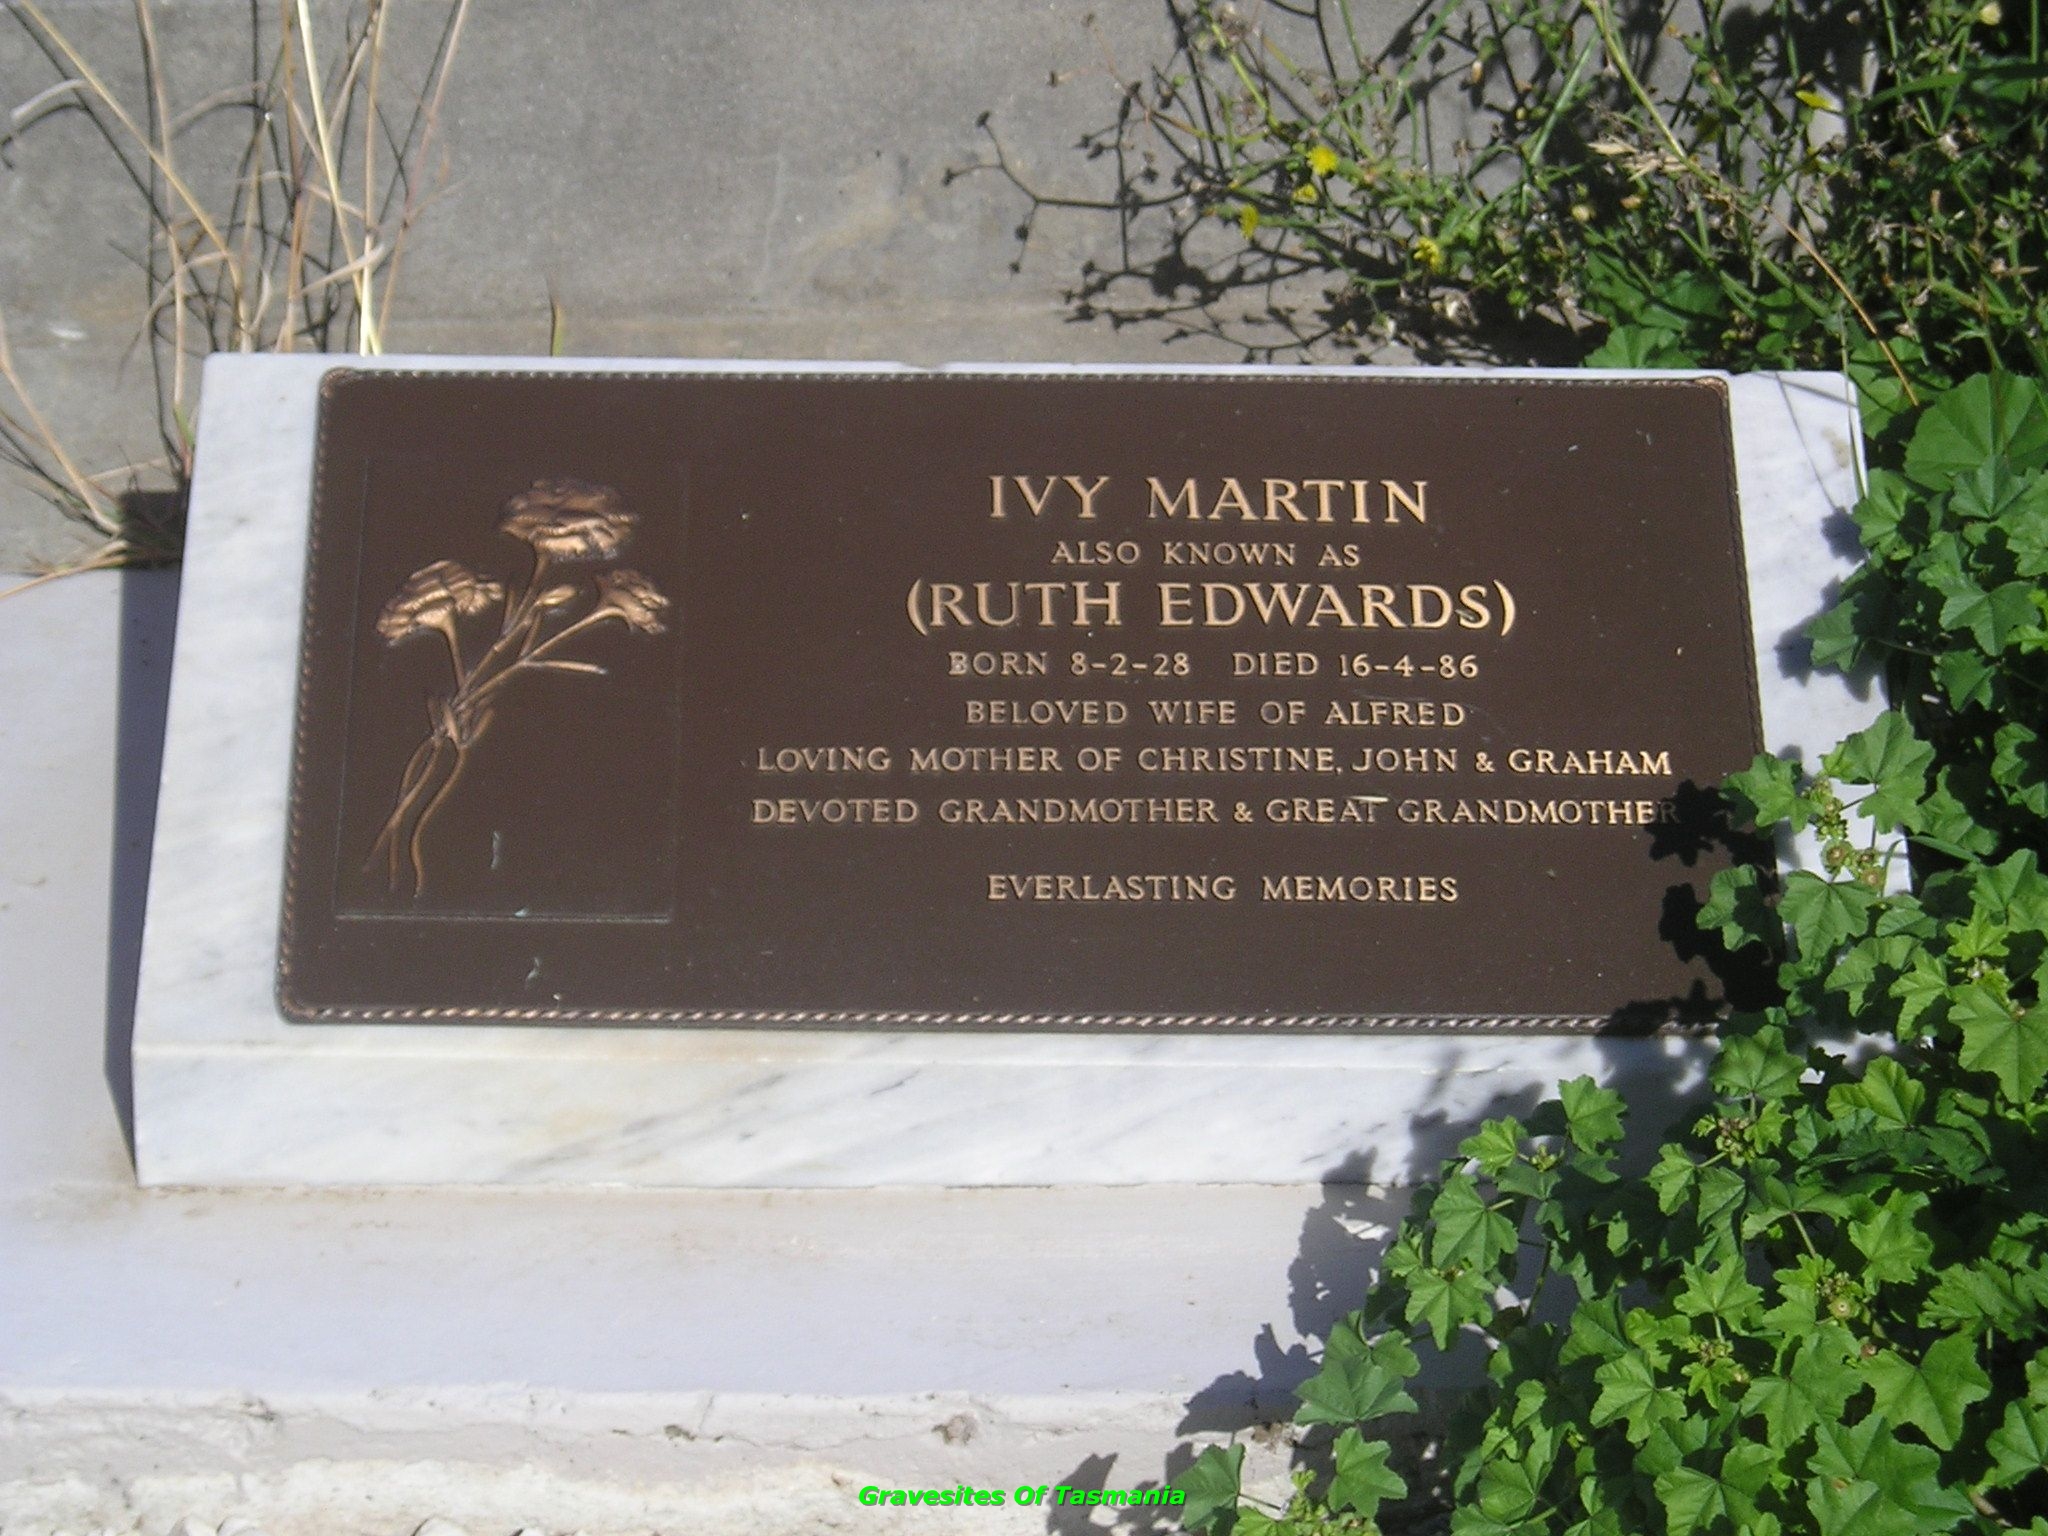 IVY MARTIN
ALSO KNOWN AS
(RUTH EDWARDS)
BORN 8-2-28 DIED 16-4-86
BELOVED WIFE OF ALFRED
LOVING MOTHER OF CHRISTINE, JOHN & GRAHAM
DEVOTED GRANDMOTHER & GREAT GRANDMOTHER
EVERLASTING MEMORIES
Gravesites Of Tasmania